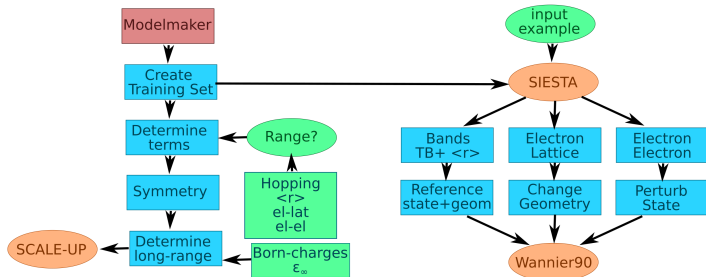 Modelmaker
input
example
Create
Training Set
SIESTA
Determine
terms
Range?
Bands
TB+ <r>
Electron
Lattice
Electron
Electron
Symmetry
Hopping
<r>
el-lat
el-el
Reference
state+geom
Change
Geometry
Perturb
State
SCALE-UP
Determine
long-range
Born-charges
ε∞
Wannier90